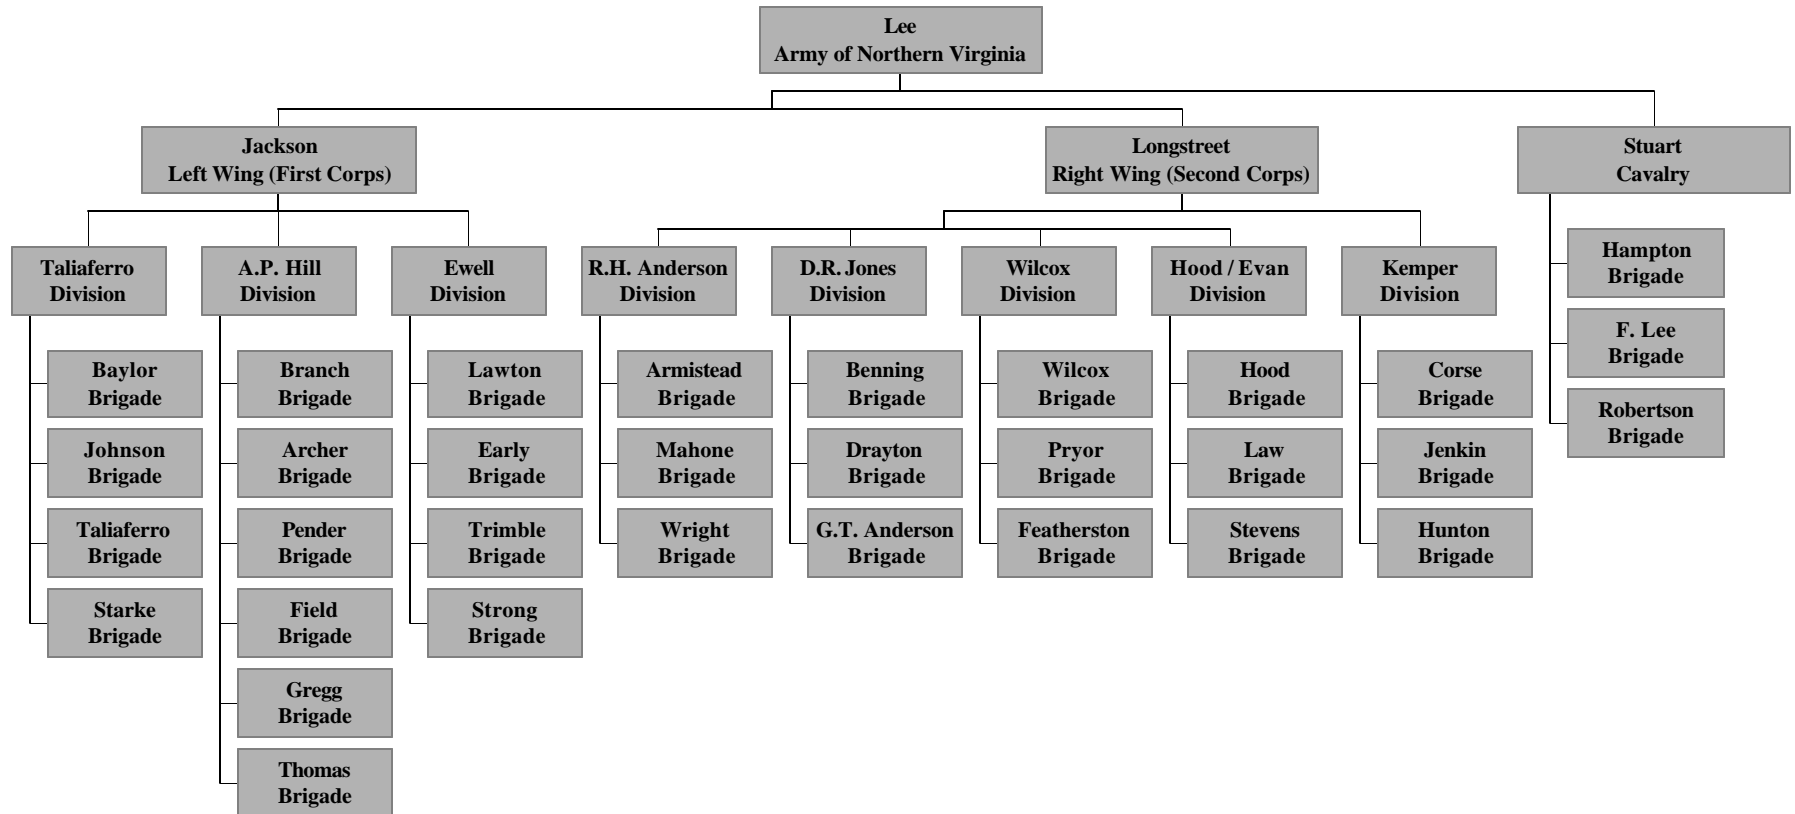 Lee
Army of Northern Virginia
Jackson
Left Wing (First Corps)
Longstreet
Right Wing (Second Corps)
Stuart
Cavalry
Taliaferro
Division
A.P. Hill
Division
Ewell
Division
R.H. Anderson
Division
D.R. Jones
Division
Wilcox
Division
Hood / Evan
Division
Kemper
Division
Baylor
Brigade
Johnson
Brigade
Taliaferro
Brigade
Starke
Brigade
Branch
Brigade
Archer
Brigade
Pender
Brigade
Field
Brigade
Gregg
Brigade
Thomas
Brigade
Lawton
Brigade
Early
Brigade
Trimble
Brigade
Strong
Brigade
Armistead
Brigade
Mahone
Brigade
Wright
Brigade
Benning
Brigade
Drayton
Brigade
G.T. Anderson
Brigade
Wilcox
Brigade
Pryor
Brigade
Featherston
Brigade
Hood
Brigade
Law
Brigade
Stevens
Brigade
Corse
Brigade
Jenkin
Brigade
Hunton
Brigade
Hampton
Brigade
F. Lee
Brigade
Robertson
Brigade